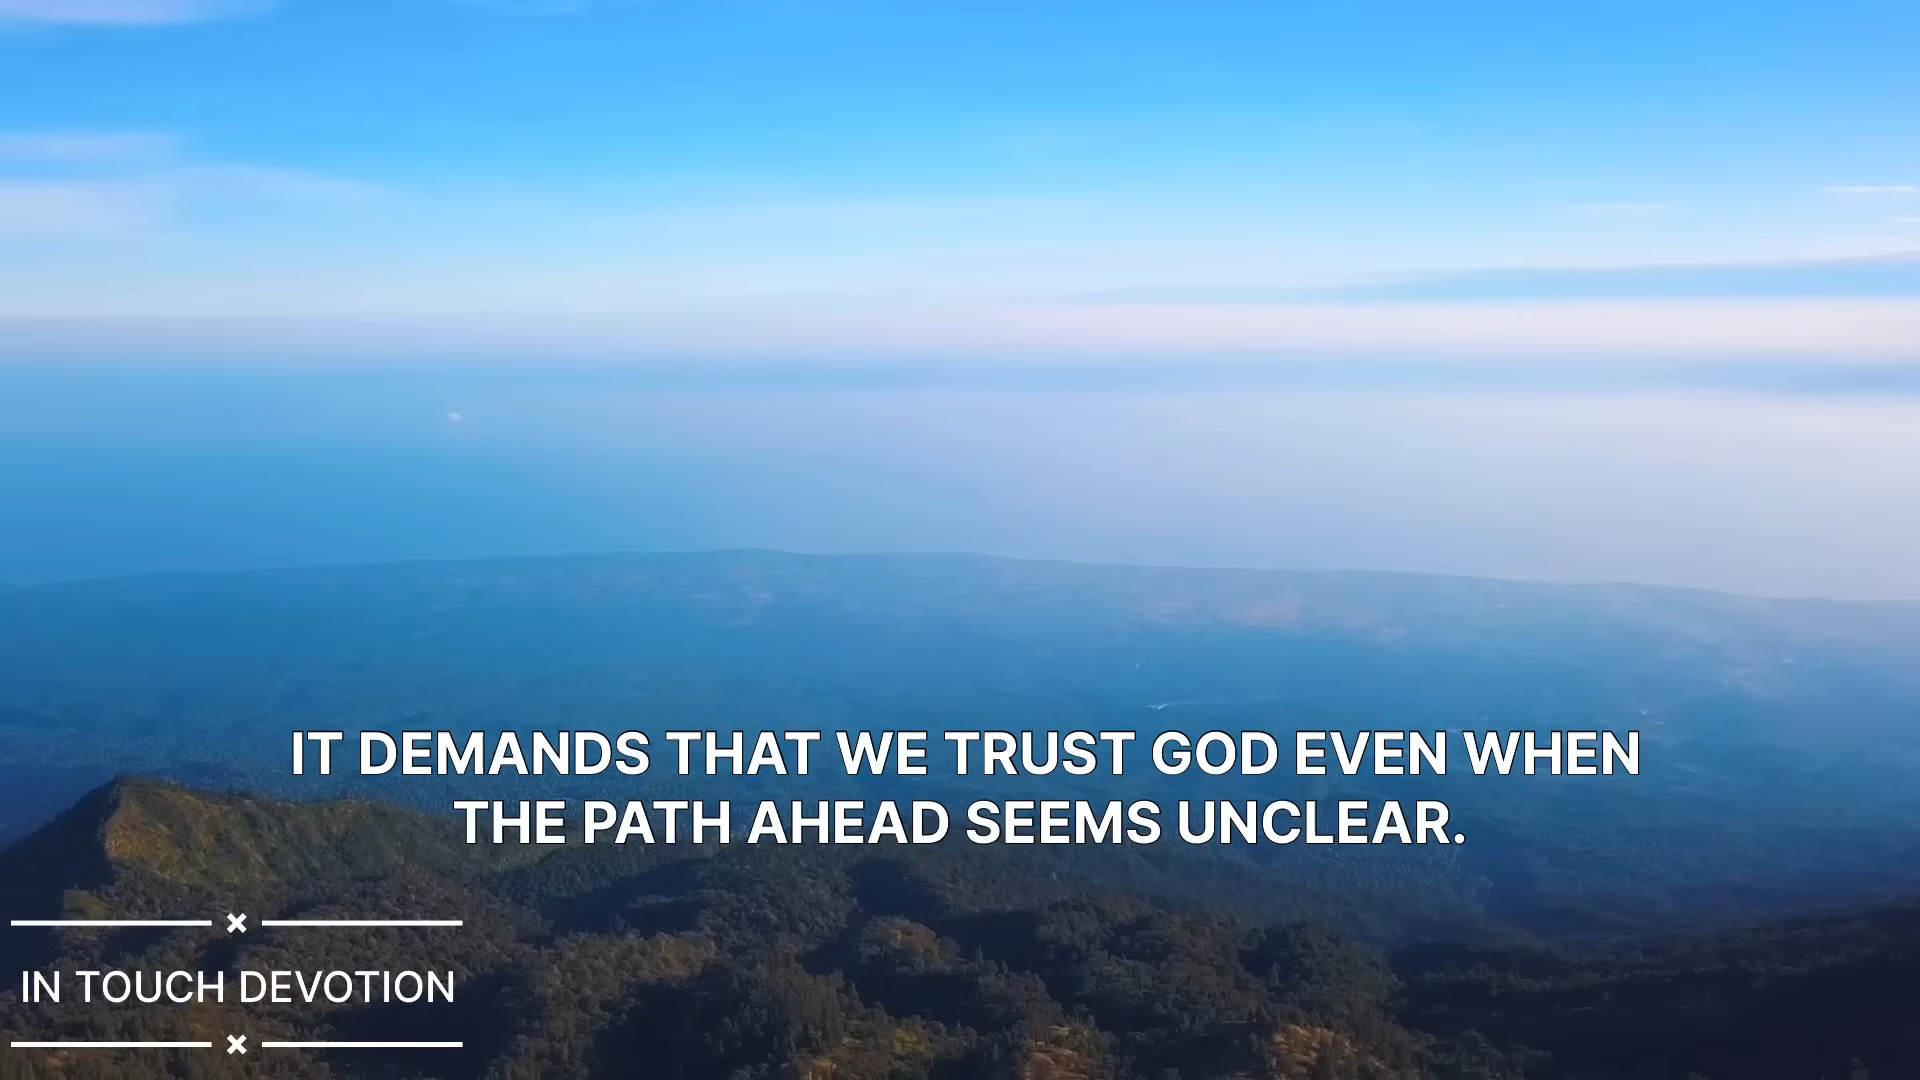 IT DEMANDS THAT WE TRUST GOD EVEN WHEN
THE PATH AHEAD SEEMS UNCLEAR.
IN TOUCH DEVOTION